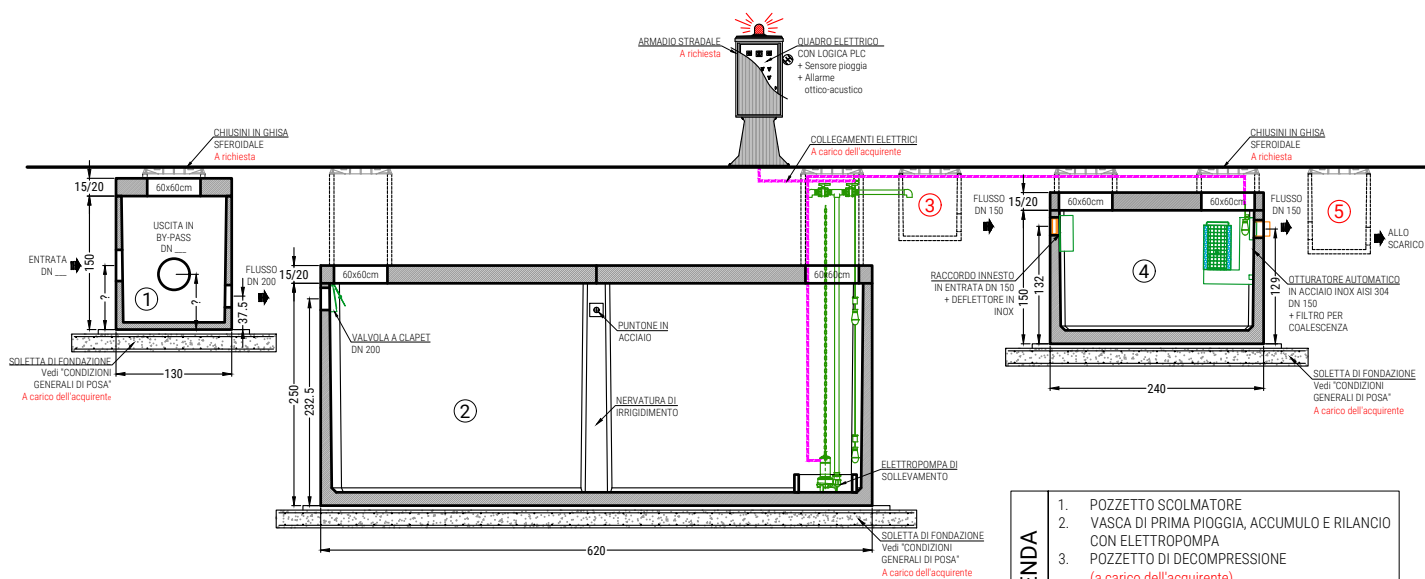 ARMADIO STRADALE
A richiesta
QUADRO ELETTRICO
CON LOGICA PLC
+ Sensore pioggia
+ Allarme
ottico-acustico
CHIUSINI IN GHISA
SFEROIDALE
A richiesta
COLLEGAMENTI ELETTRICI
A carico dell'acquirente
CHIUSINI IN GHISA
SFEROIDALE
A richiesta
15/20
60x60cm
USCITA IN
BY-PASS
DN __
ENTRATA
DN __
150
?
?
1
37.5
FLUSSO
DN 200
130
SOLETTA DI FONDAZIONE
Vedi "CONDIZIONI
GENERALI DI POSA"
A carico dell'acquirente
15/20
60x60cm
60x60cm
VALVOLA A CLAPET
DN 200
PUNTONE IN
ACCIAIO
NERVATURA DI
IRRIGIDIMENTO
250
232.5
2
ELETTROPOMPA DI
SOLLEVAMENTO
620
SOLETTA DI FONDAZIONE
Vedi "CONDIZIONI
GENERALI DI POSA"
A carico dell'acquirente
3
FLUSSO
DN 150
15/20
60x60cm
60x60cm
FLUSSO
DN 150
5
ALLO
SCARICO
RACCORDO INNESTO
IN ENTRATA DN 150
+ DEFLETTORE IN
INOX
150
132
4
129
OTTURATORE AUTOMATICO
IN ACCIAIO INOX AISI 304
DN 150
+ FILTRO PER
COALESCENZA
240
SOLETTA DI FONDAZIONE
Vedi "CONDIZIONI
GENERALI DI POSA"
A carico dell'acquirente
ENDA
1. POZZETTO SCOLMATORE
2. VASCA DI PRIMA PIOGGIA, ACCUMULO E RILANCIO
CON ELETTROPOMPA
3. POZZETTO DI DECOMPRESSIONE
(a carico dell'acquirente)